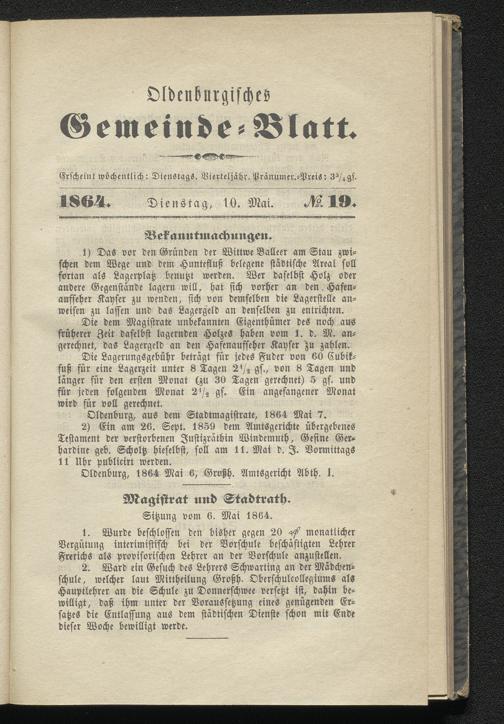 Oldenburgisches
Gemeinde-Blatt.
Erscheint wöchentlich: Dienstags. Vierteljähr. Pränumer.-Preis: 3¾ gſ.
1864. Dienstag, 10. Mai. № 19.
Bekanntmachungen.
1) Das vor den Gründen der Wittwe Balleer am Stau zwi-
schen dem Wege und dem Huntefluß belegene städtische Areal soll
fortan als Lagerplatz benutzt werden. Wer daselbst Holz oder
andere Gegenstände lagern will, hat sich vorher an den Hafen-
aufseher Kayser zu wenden, sich von demselben die Lagerstelle an-
weisen zu lassen und das Lagergeld an denselben zu entrichten.
Die dem Magistrate unbekannten Eigenthümer des noch aus
früherer Zeit daselbst lagernden Holzes haben vom 1. d. M. an-
gerechnet, das Lagergeld an den Hafenaufseher Kayser zu zahlen.
Die Lagerungsgebühr beträgt für jedes Fuder von 60 Cubik-
fuß für eine Lagerzeit unter 8 Tagen 2½ gſ., von 8 Tagen und
länger für den ersten Monat (zu 30 Tagen gerechnet) 5 gſ. und
für jeden folgenden Monat 2½ gſ. Ein angefangener Monat
wird für voll gerechnet.
Oldenburg, aus dem Stadtmagistrate, 1864 Mai 7.
2) Ein am 26. Sept. 1859 dem Amtsgerichte übergebenes
Testament der verstorbenen Justizräthin Windemuth, Gesine Ger-
hardine geb. Scholtz hieselbst, soll am 11. Mai d. J. Vormittags
11 Uhr publicirt werden.
Oldenburg, 1864 Mai 6, Großh. Amtsgericht Abth. I.
Magistrat und Stadtrath.
Sitzung vom 6. Mai 1864.
1. Wurde beschlossen den bisher gegen 20 ₰ monatlicher
Vergütung interimistisch bei der Vorschule beschäftigten Lehrer
Frerichs als provisorischen Lehrer an der Vorschule anzustellen.
2. Ward ein Gesuch des Lehrers Schwarting an der Mädchen-
schule, welcher laut Mittheilung Großh. Oberschulcollegiums als
Hauptlehrer an die Schule zu Donnerschwee versetzt ist, dahin be-
willigt, daß ihm unter der Voraussetzung eines genügenden Er-
satzes die Entlassung aus dem städtischen Dienste schon mit Ende
dieser Woche bewilligt werde.